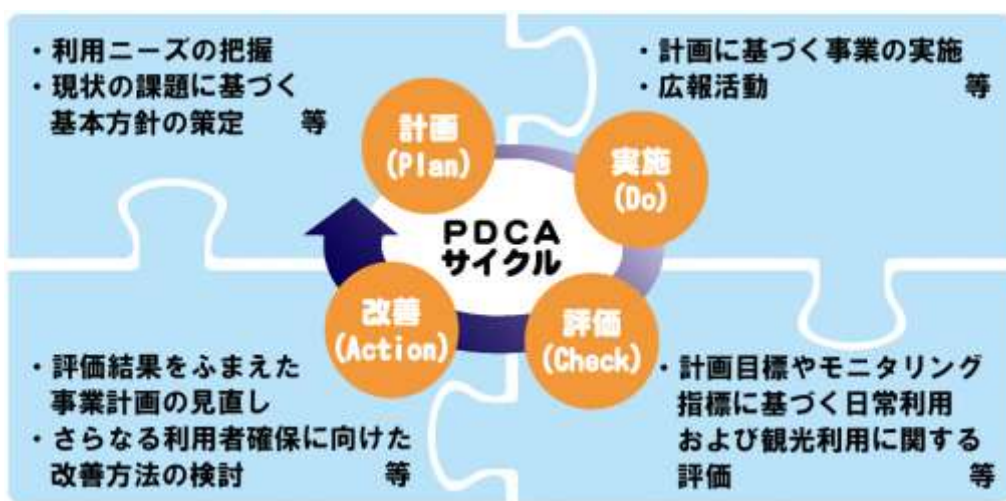 ・利用ニーズの把握
・現状の課題に基づく
基本方針の策定　等
・計画に基づく事業の実施
・広報活動　等
計画
(Plan)
実施
(Do)
PDCA
サイクル
改善
(Action)
評価
(Check)
・評価結果をふまえた
事業計画の見直し
・さらなる利用者確保に向けた
改善方法の検討　等
・計画目標やモニタリング
指標に基づく日常利用
および観光利用に関する
評価　等